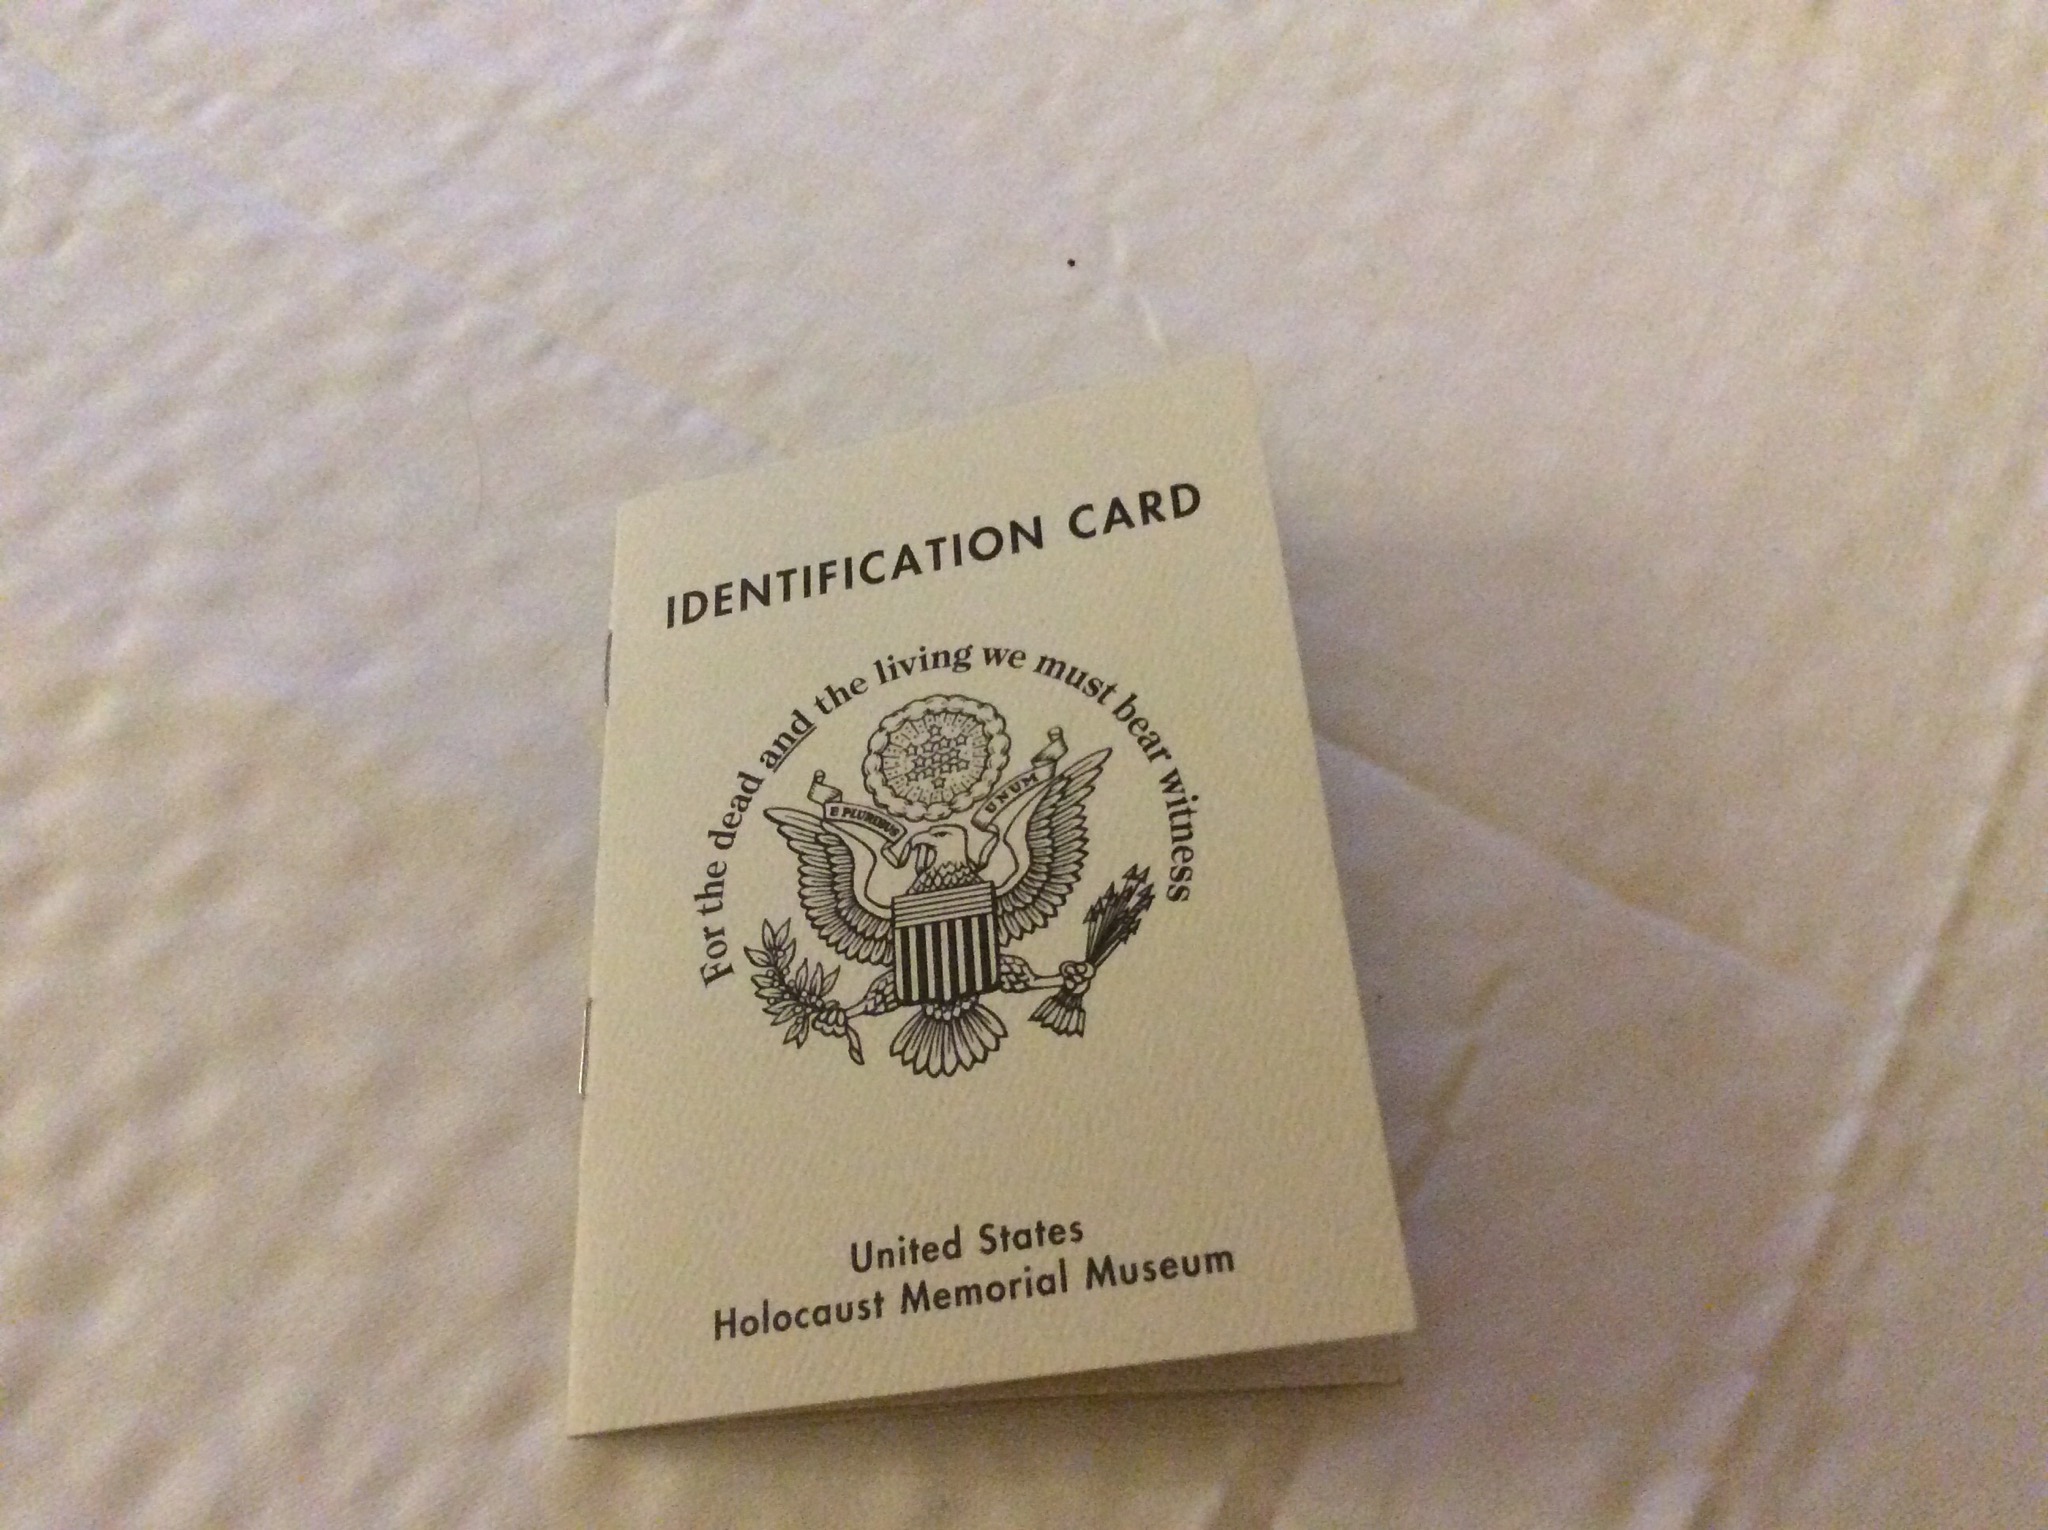 IDENTIFICATION CARD
For the dead and the living we must bear witness
E PLURIBUS UNUM
United States
Holocaust Memorial Museum